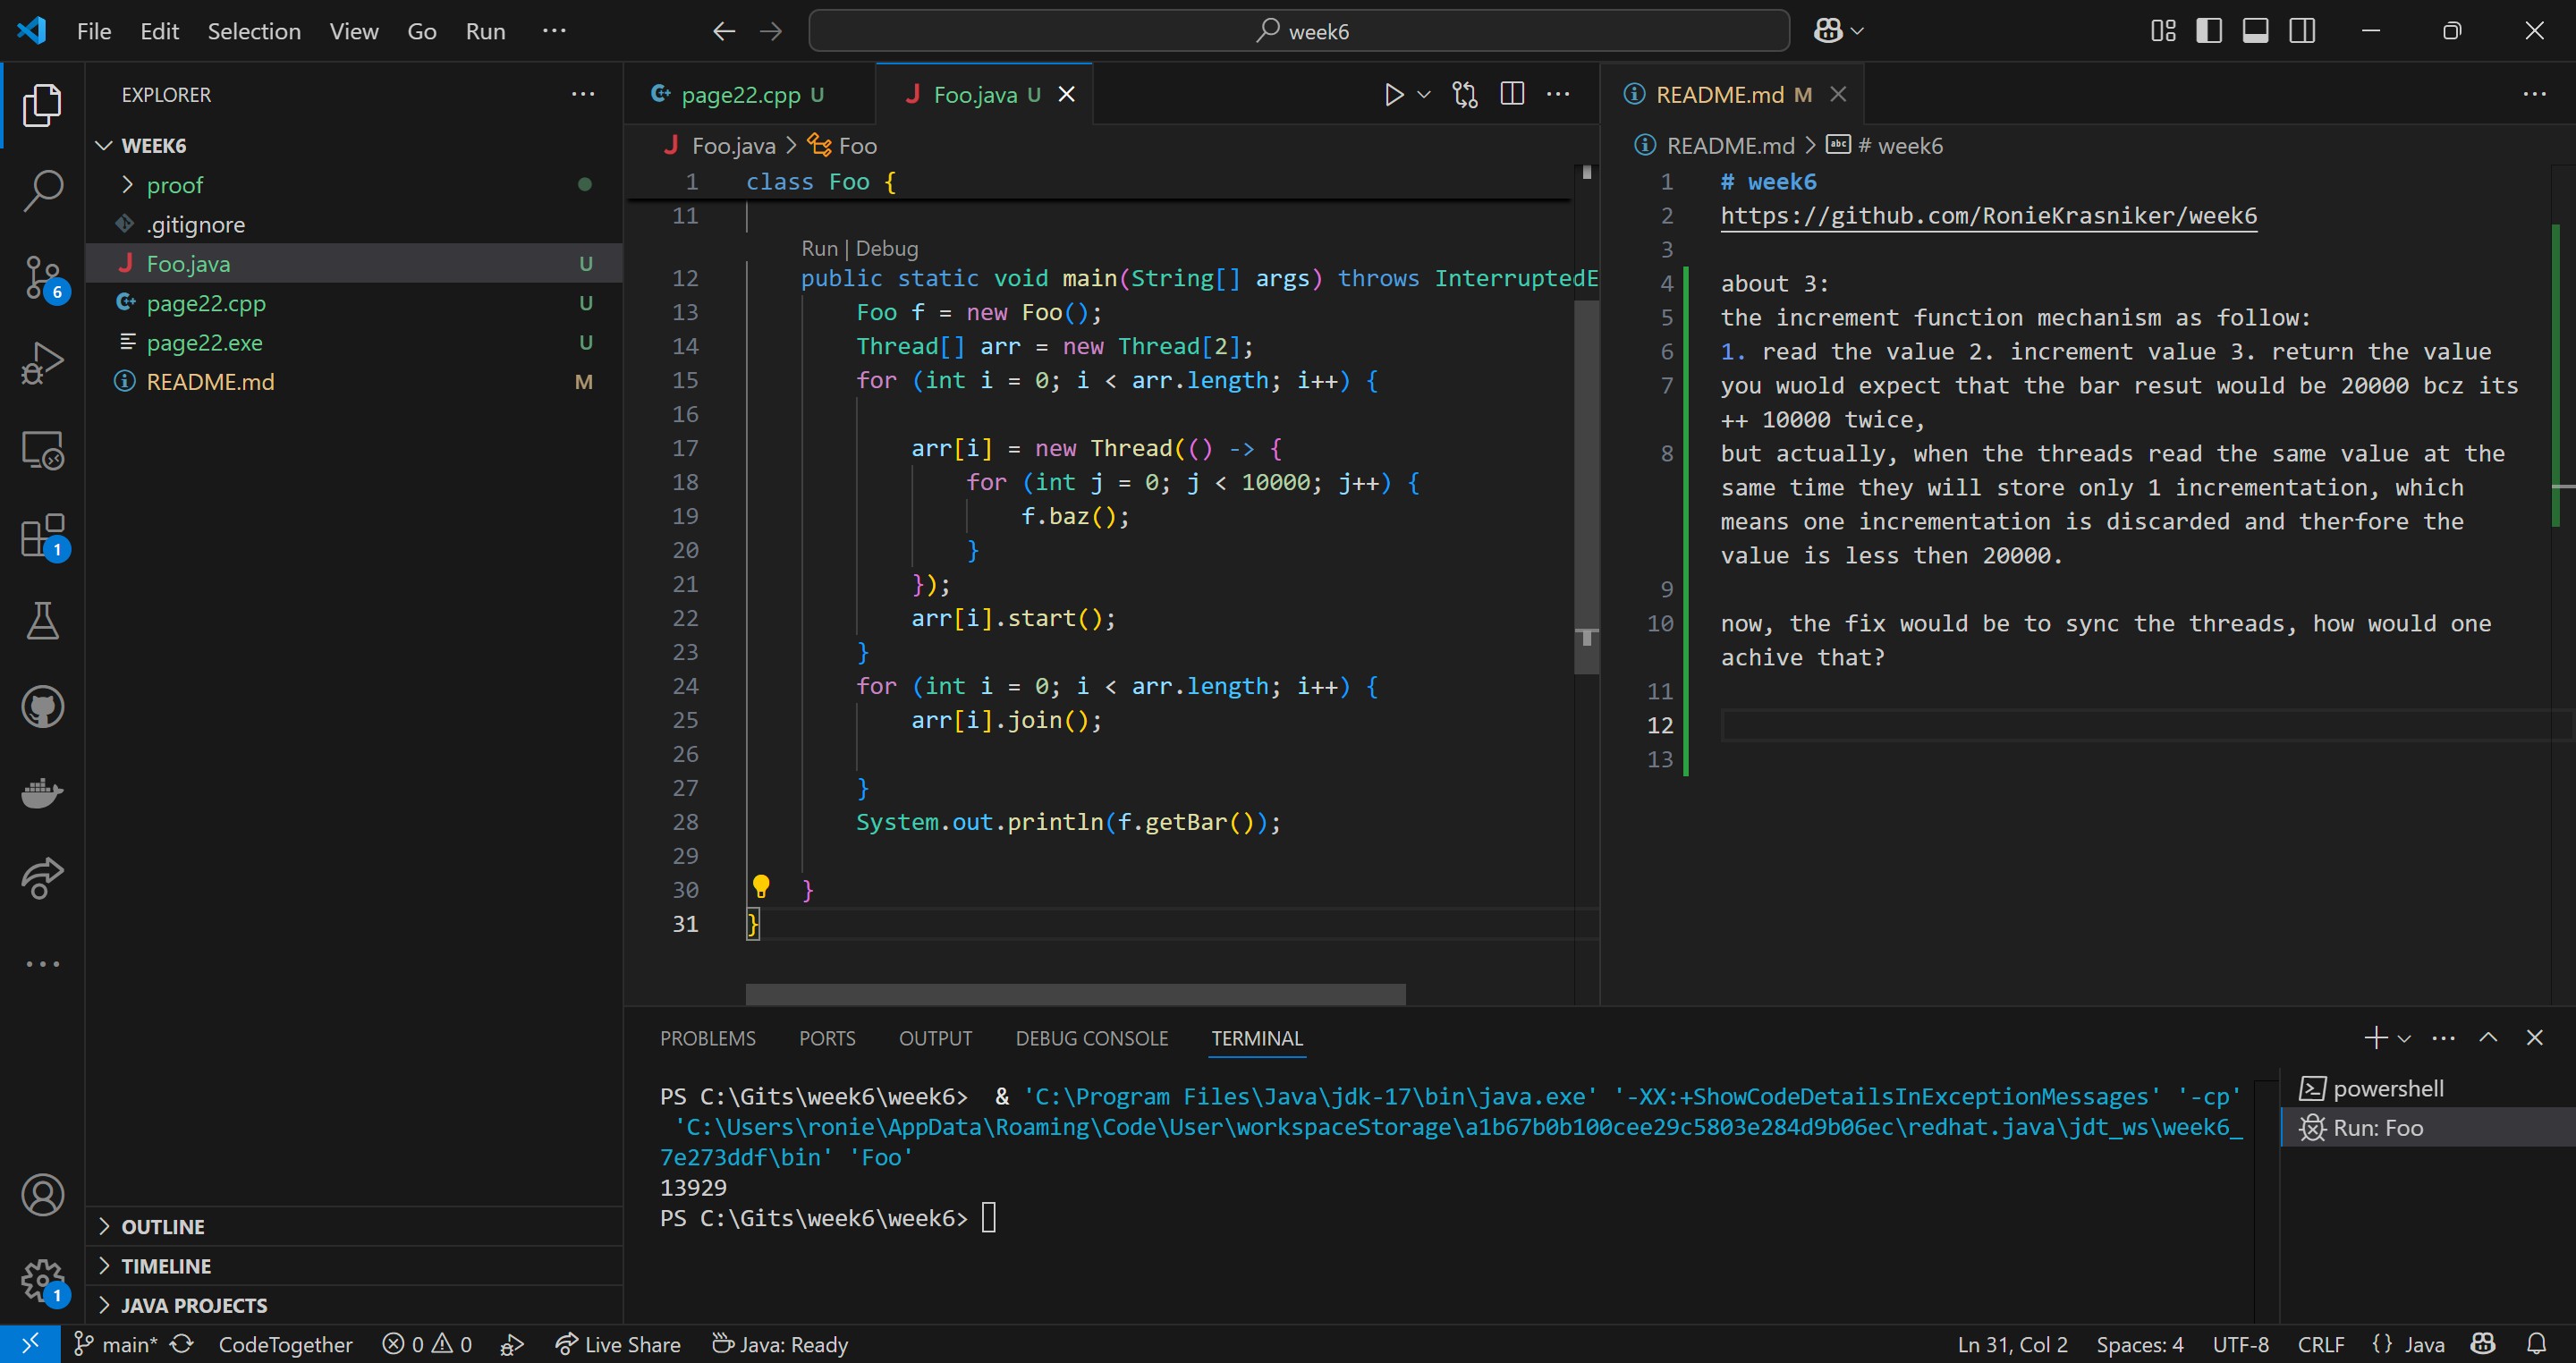 File Edit Selection View Go Run ··· week6
EXPLORER
WEEK6
proof
.gitignore
Foo.java U
page22.cpp U
page22.exe U
README.md M
OUTLINE
TIMELINE
JAVA PROJECTS
page22.cpp U Foo.java U
Foo.java > Foo
1 class Foo {
11
Run | Debug
12 public static void main(String[] args) throws InterruptedE
13 Foo f = new Foo();
14 Thread[] arr = new Thread[2];
15 for (int i = 0; i < arr.length; i++) {
16
17 arr[i] = new Thread(() -> {
18 for (int j = 0; j < 10000; j++) {
19 f.baz();
20 }
21 });
22 arr[i].start();
23 }
24 for (int i = 0; i < arr.length; i++) {
25 arr[i].join();
26
27 }
28 System.out.println(f.getBar());
29
30 }
31 }
README.md M
README.md > abc # week6
1 # week6
2 https://github.com/RonieKrasniker/week6
3
4 about 3:
5 the increment function mechanism as follow:
6 1. read the value 2. increment value 3. return the value
7 you wuold expect that the bar resut would be 20000 bcz its
++ 10000 twice,
8 but actually, when the threads read the same value at the
same time they will store only 1 incrementation, which
means one incrementation is discarded and therfore the
value is less then 20000.
9
10 now, the fix would be to sync the threads, how would one
achive that?
11
12
13
PROBLEMS PORTS OUTPUT DEBUG CONSOLE TERMINAL
PS C:\Gits\week6\week6> & 'C:\Program Files\Java\jdk-17\bin\java.exe' '-XX:+ShowCodeDetailsInExceptionMessages' '-cp'
'C:\Users\ronie\AppData\Roaming\Code\User\workspaceStorage\a1b67b0b100cee29c5803e284d9b06ec\redhat.java\jdt_ws\week6_
7e273ddf\bin' 'Foo'
13929
PS C:\Gits\week6\week6>
powershell
Run: Foo
6
1
1
main* CodeTogether 0 0 Live Share Java: Ready Ln 31, Col 2 Spaces: 4 UTF-8 CRLF {} Java